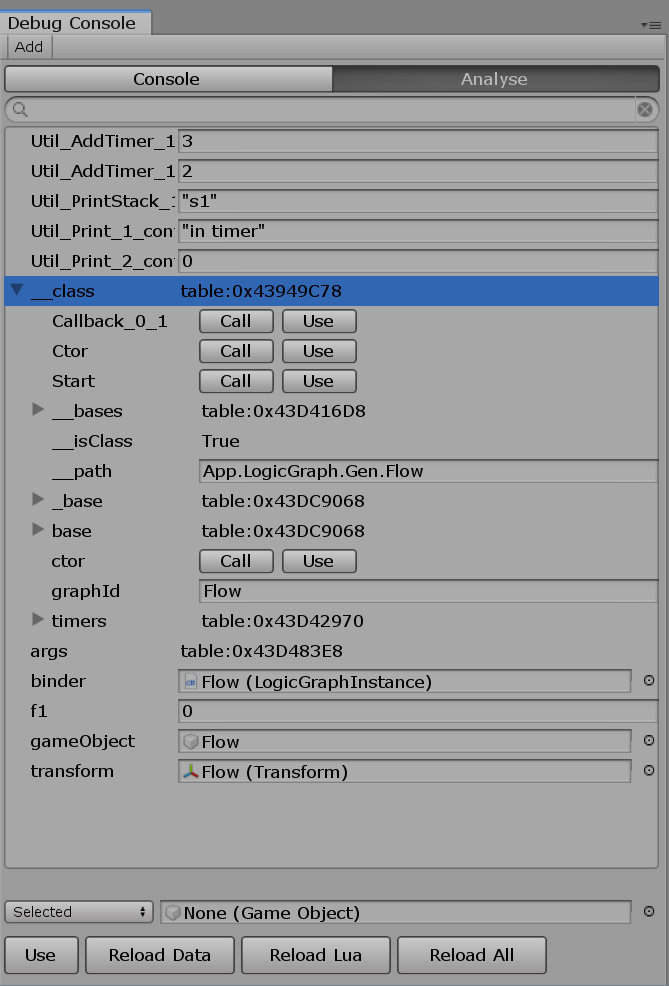 Debug Console
Add
Console Analyse
Util_AddTimer_1 3
Util_AddTimer_1 2
Util_PrintStack_1 "s1"
Util_Print_1_con "in timer"
Util_Print_2_con 0
__class table:0x43949C78
Callback_0_1 Call Use
Ctor Call Use
Start Call Use
__bases table:0x43D416D8
__isClass True
__path App.LogicGraph.Gen.Flow
_base table:0x43DC9068
base table:0x43DC9068
ctor Call Use
graphId Flow
timers table:0x43D42970
args table:0x43D483E8
binder c# Flow (LogicGraphInstance)
f1 0
gameObject Flow
transform Flow (Transform)
Selected None (Game Object)
Use Reload Data Reload Lua Reload All